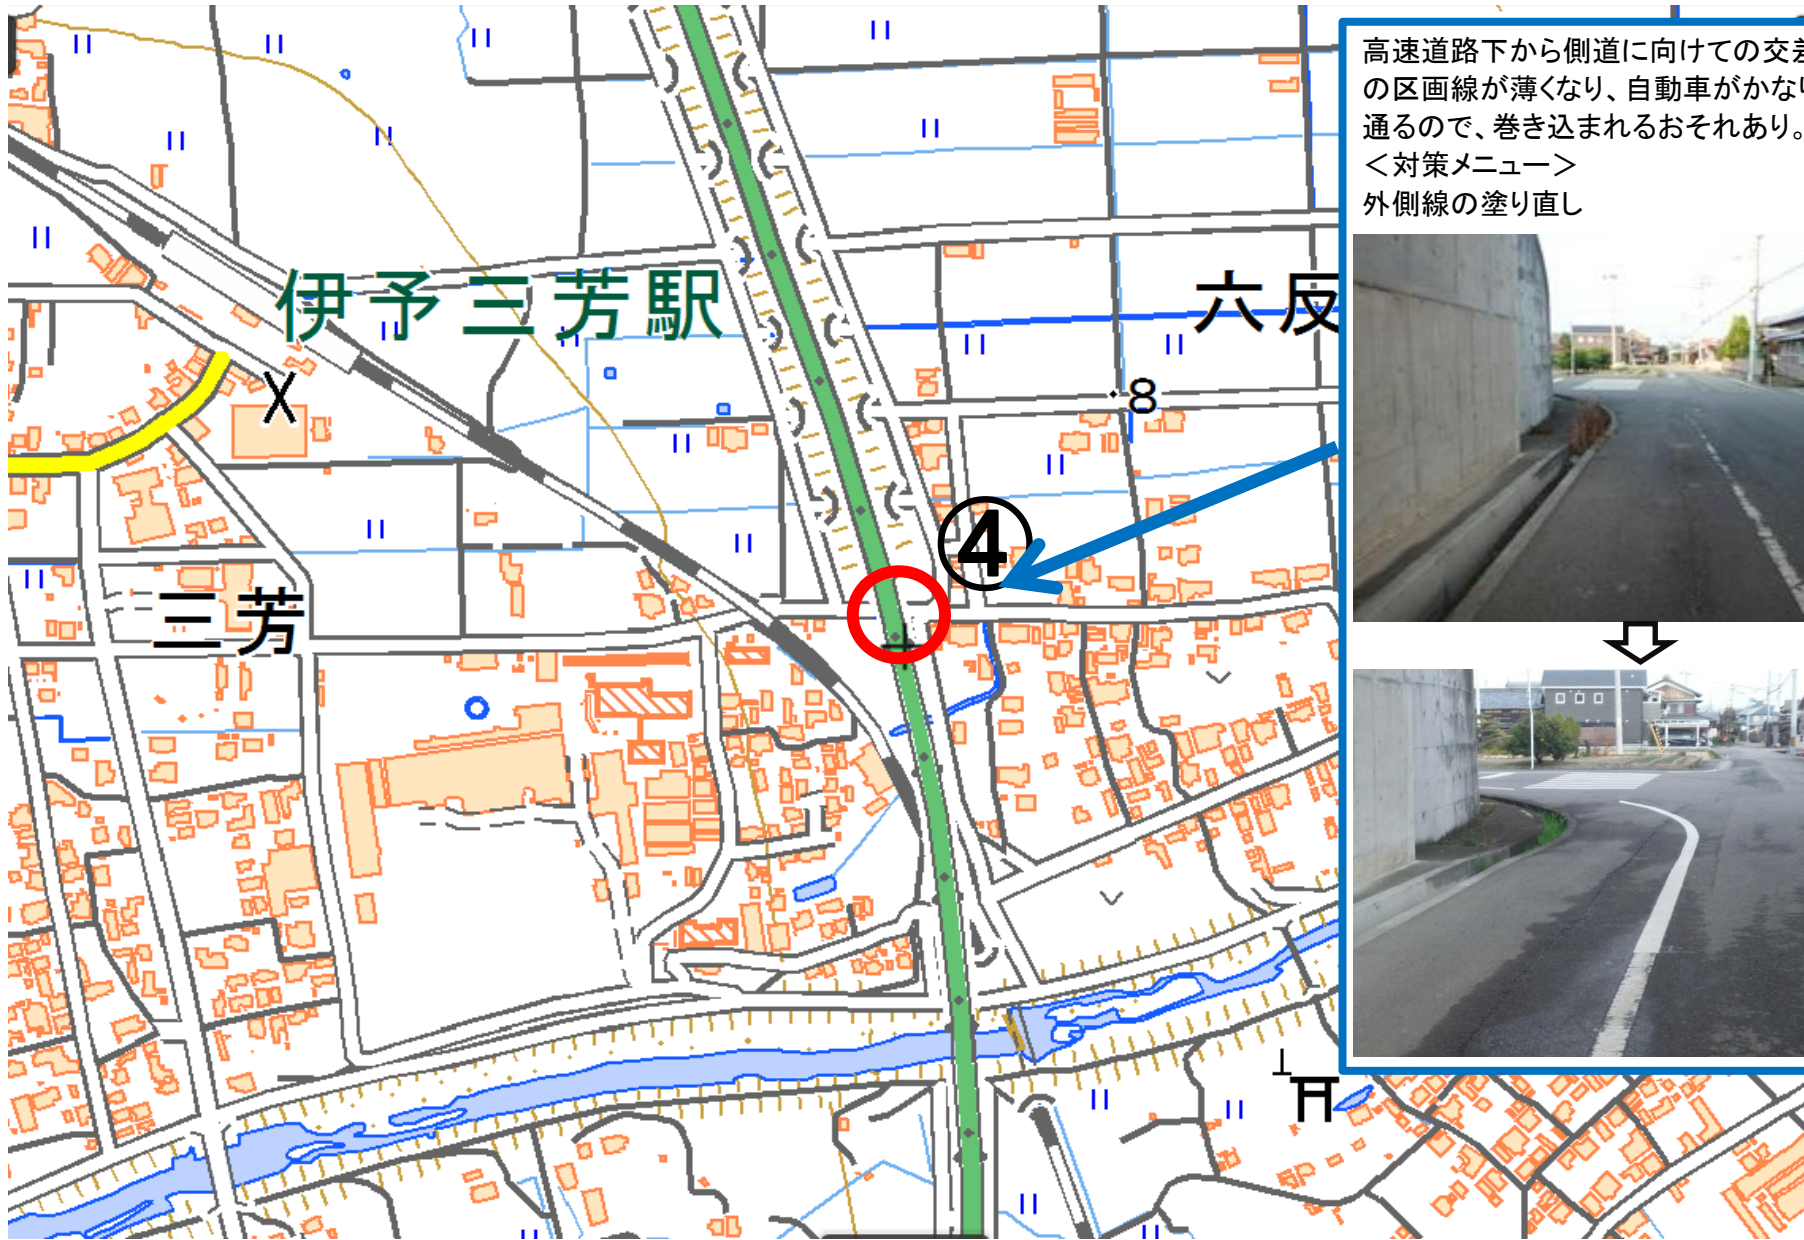 高速道路下から側道に向けての交差
の区画線が薄くなり、自動車がかなり
通るので、巻き込まれるおそれあり。
＜対策メニュー＞
外側線の塗り直し
伊予三芳駅
六反
8
④
三芳